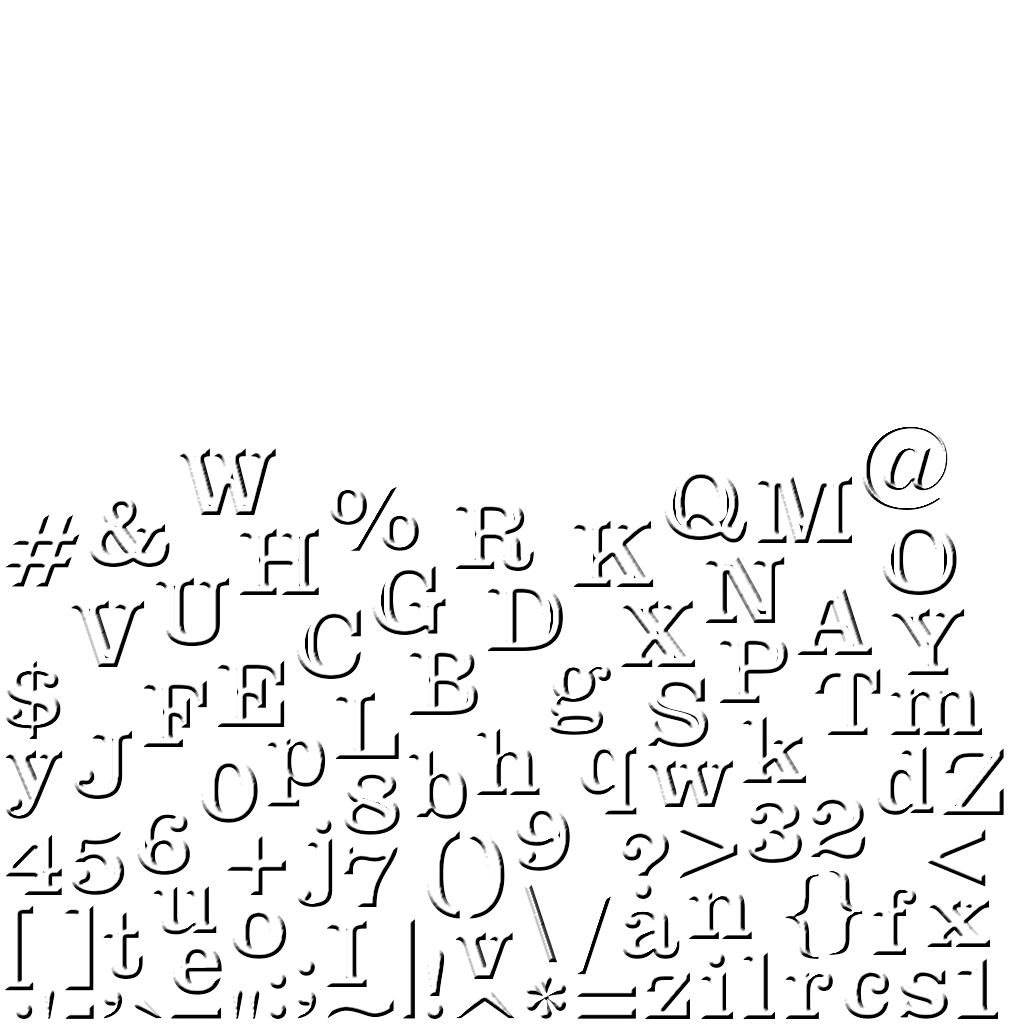 W @
# & % R K Q M
H O
V U C G D X N A Y
$ F E L B g S P T m
y J 0 p 8 b h q w k d Z
4 5 6 + j 7 ( ) 9 ? > 3 2 <
[ ] t u o I | v \ / a n { } f x
e ! z i l r c s 1
. " , ` _ " : ; ~ ^ * =